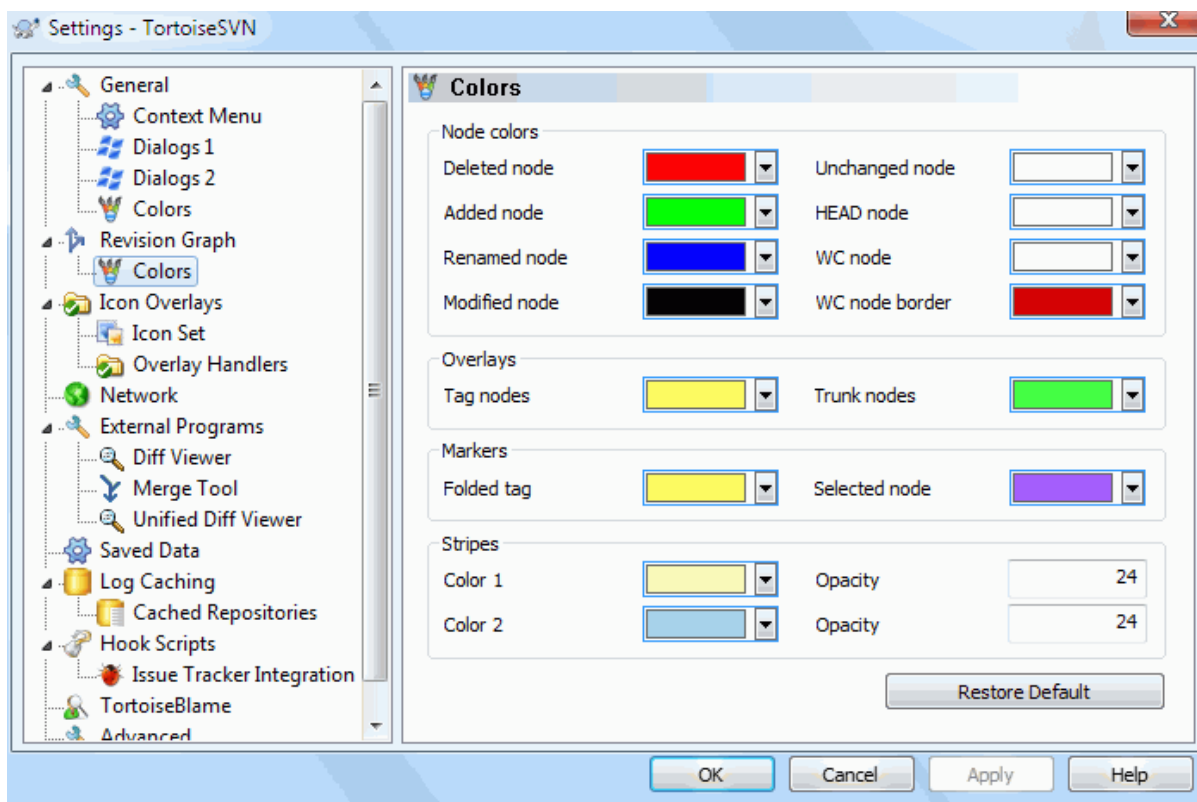 Settings - TortoiseSVN
General
Context Menu
Dialogs 1
Dialogs 2
Colors
Revision Graph
Colors
Icon Overlays
Icon Set
Overlay Handlers
Network
External Programs
Diff Viewer
Merge Tool
Unified Diff Viewer
Saved Data
Log Caching
Cached Repositories
Hook Scripts
Issue Tracker Integration
TortoiseBlame
Advanced
Colors
Node colors
Deleted node
Unchanged node
Added node
HEAD node
Renamed node
WC node
Modified node
WC node border
Overlays
Tag nodes
Trunk nodes
Markers
Folded tag
Selected node
Stripes
Color 1
Opacity 24
Color 2
Opacity 24
Restore Default
OK
Cancel
Apply
Help